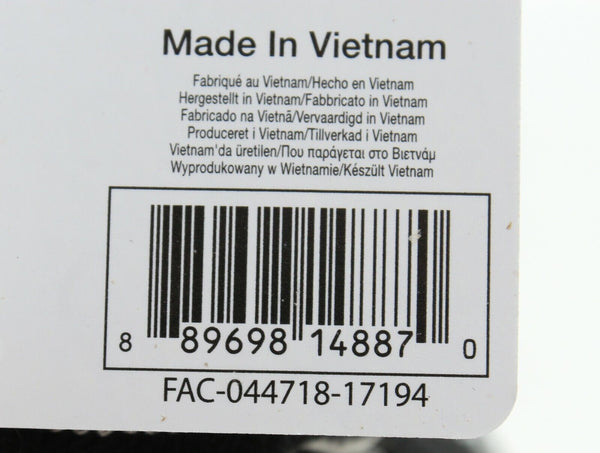 Made In Vietnam
Fabriqué au Vietnam/Hecho en Vietnam
Hergestellt in Vietnam/Fabbricato in Vietnam
Fabricado na Vietnã/Vervaardigd in Vietnam
Produceret i Vietnam/Tillverkad i Vietnam
Vietnam'da üretilen/Που παράγεται στο Βιετνάμ
Wyprodukowany w Wietnamie/Készült Vietnam
8 89698 14887 0
FAC-044718-17194